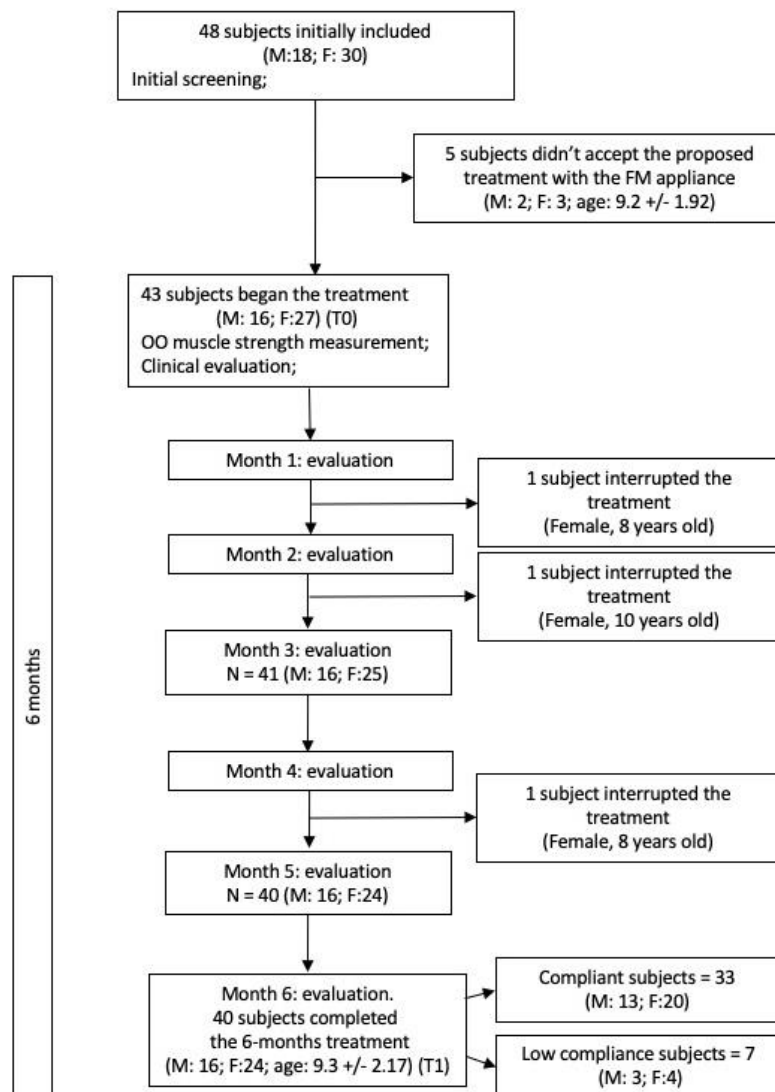 48 subjects initially included
(M:18; F: 30)
Initial screening;
5 subjects didn’t accept the proposed
treatment with the FM appliance
(M: 2; F: 3; age: 9.2 +/- 1.92)
6 months
43 subjects began the treatment
(M: 16; F:27) (T0)
OO muscle strength measurement;
Clinical evaluation;
Month 1: evaluation
1 subject interrupted the
treatment
(Female, 8 years old)
Month 2: evaluation
1 subject interrupted the
treatment
(Female, 10 years old)
Month 3: evaluation
N = 41 (M: 16; F:25)
Month 4: evaluation
1 subject interrupted the
treatment
(Female, 8 years old)
Month 5: evaluation
N = 40 (M: 16; F:24)
Month 6: evaluation.
40 subjects completed
the 6-months treatment
(M: 16; F:24; age: 9.3 +/- 2.17) (T1)
Compliant subjects = 33
(M: 13; F:20)
Low compliance subjects = 7
(M: 3; F:4)